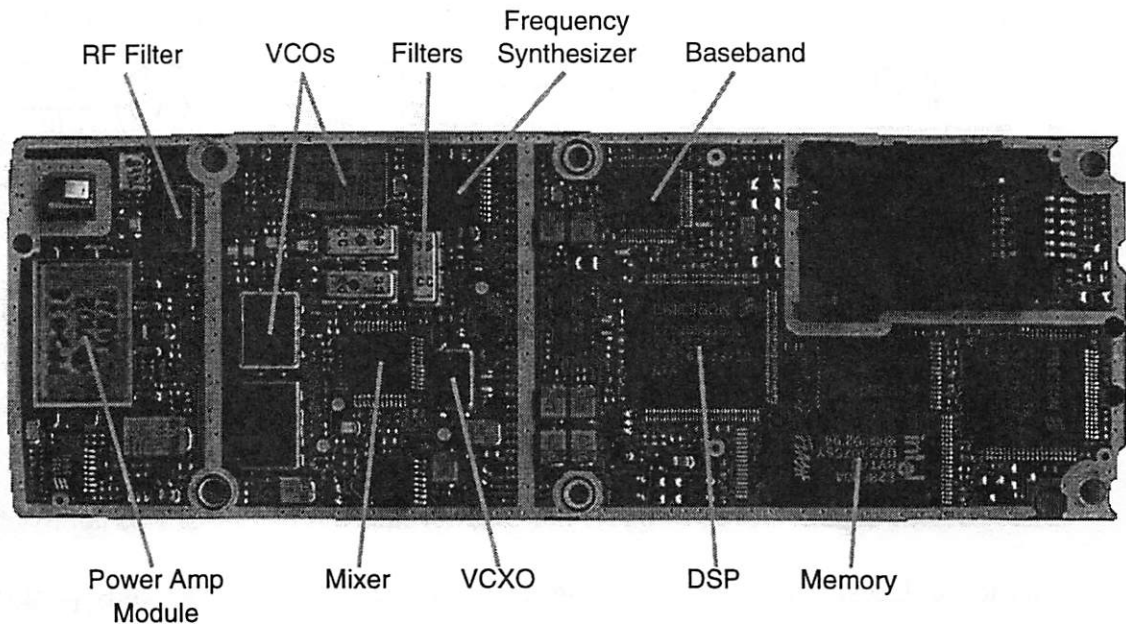 Frequency
RF Filter VCOs Filters Synthesizer Baseband
Power Amp Mixer VCXO DSP Memory
Module